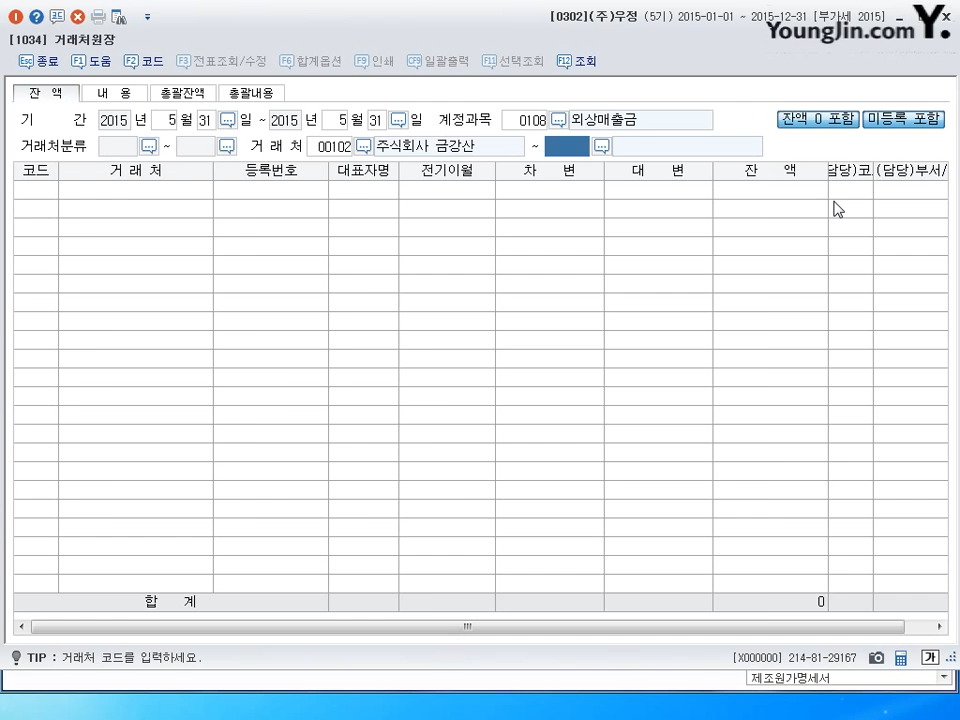 [0302](주)우정 (5기) 2015-01-01 ~ 2015-12-31 [부가세 2015]
YoungJin.com Y.
[1034] 거래처원장
Esc 종료 F1 도움 F2 코드 F3 전표조회/수정 F6 합계옵션 F9 인쇄 CF9 일괄출력 F11 선택조회 F12 조회
잔 액 내 용 총괄잔액 총괄내용
기 간 2015 년 5 월 31 일 ~ 2015 년 5 월 31 일 계정과목 0108 외상매출금 잔액 0 포함 미등록 포함
거래처분류 ~ 거 래 처 00102 주식회사 금강산 ~
코드 거 래 처 등록번호 대표자명 전기이월 차 변 대 변 잔 액 담당)코 (담당)부서/
합 계 0
TIP : 거래처 코드를 입력하세요. [X000000] 214-81-29167 가
제조원가명세서